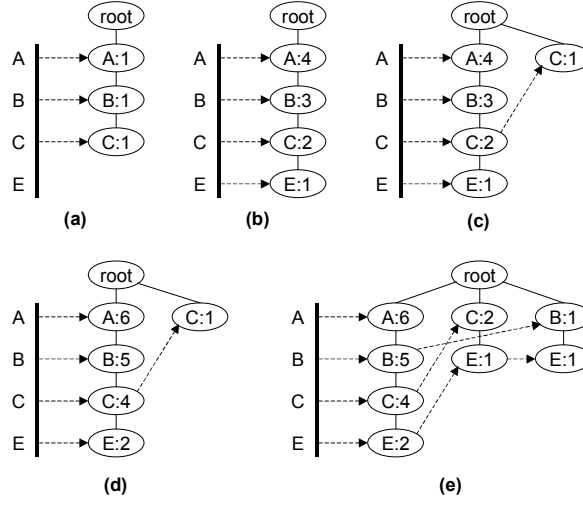 root root root
A A:1 A A:4 A A:4 C:1
B B:1 B B:3 B B:3
C C:1 C C:2 C C:2
E E E:1 E E:1
(a) (b) (c)
root root
A A:6 C:1 A A:6 C:2 B:1
B B:5 B B:5 E:1 E:1
C C:4 C C:4
E E:2 E E:2
(d) (e)